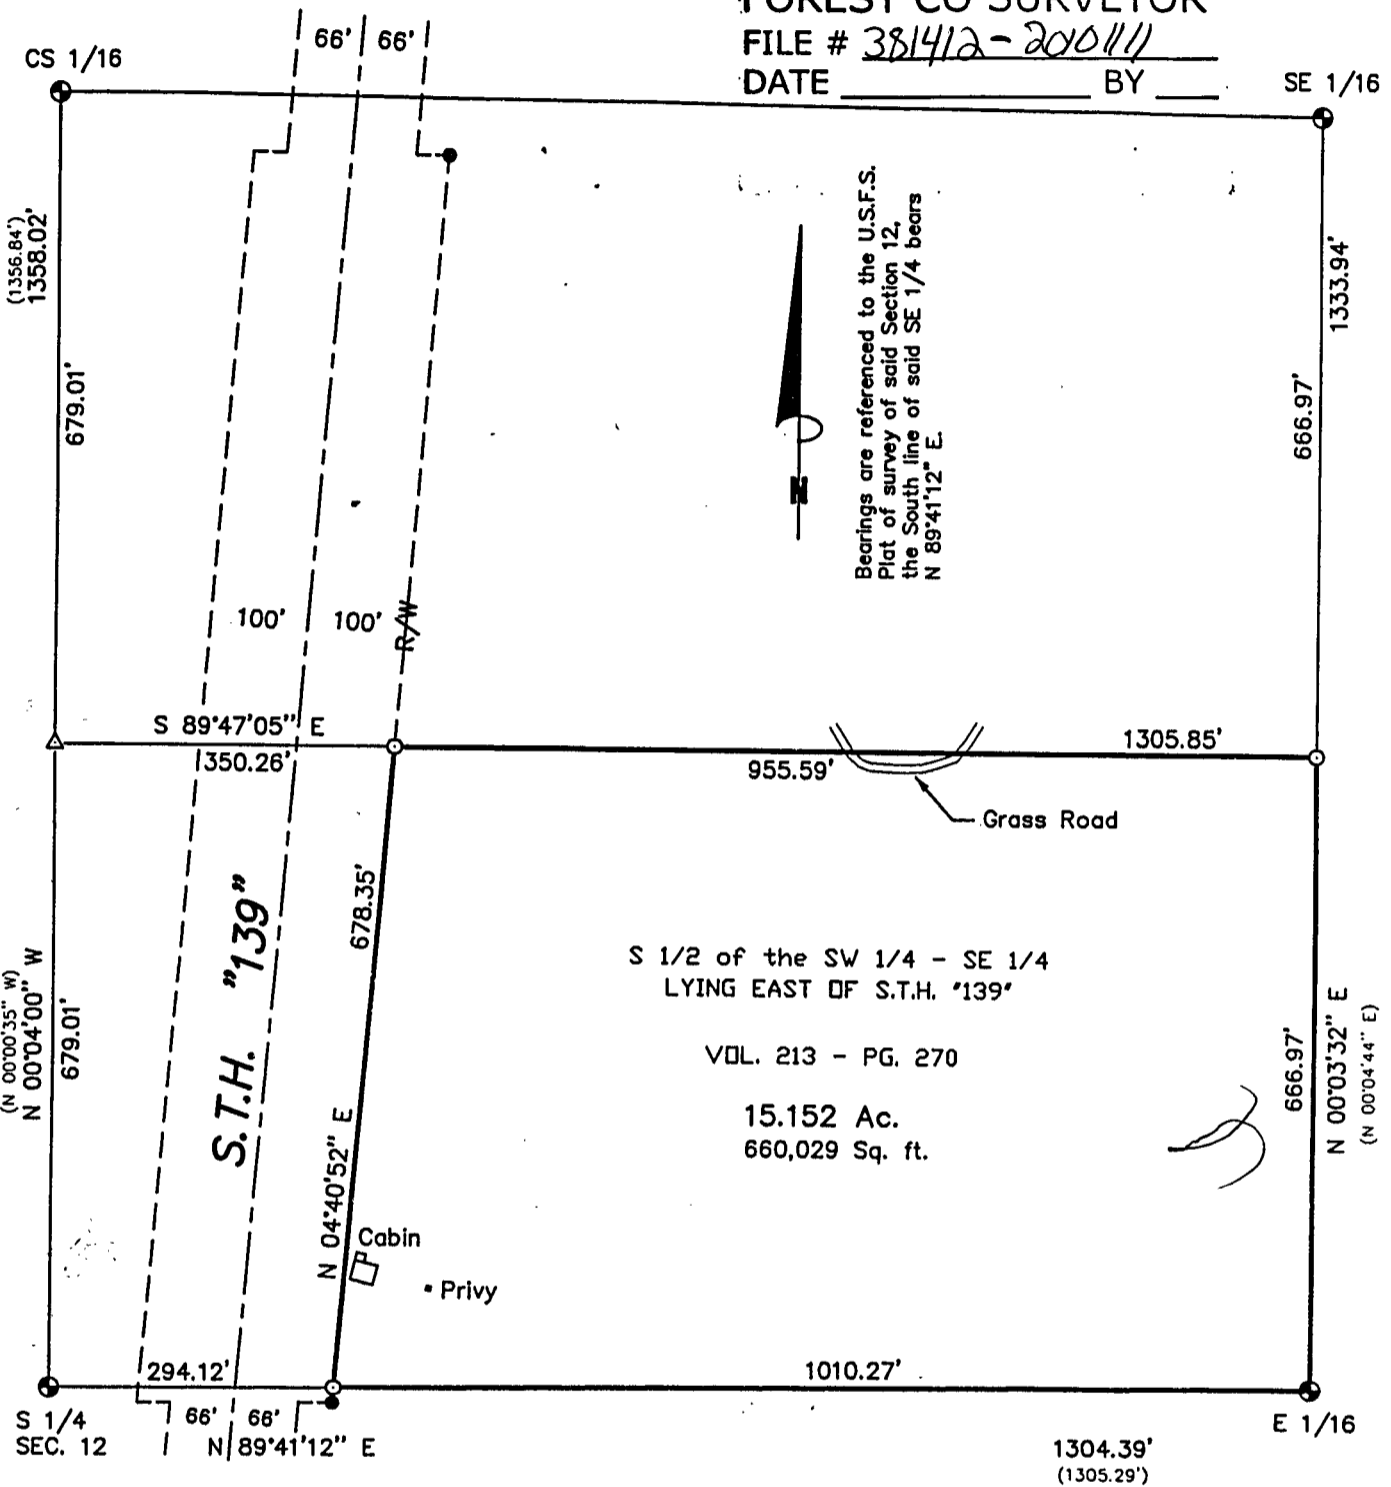 FOREST CO SURVEYOR
FILE # 381412-2010111
DATE BY
CS 1/16
66' 66'
SE 1/16
(1356.84')
1358.02'
679.01'
1333.94'
666.97'
Bearings are referenced to the U.S.F.S.
Plat of survey of said Section 12,
the South line of said SE 1/4 bears
N 89°41'12" E.
N
100' 100' R/W
S 89°47'05" E
350.26'
955.59'
1305.85'
Grass Road
678.35'
S.T.H. "139"
S 1/2 of the SW 1/4 - SE 1/4
LYING EAST OF S.T.H. "139"
VOL. 213 - PG. 270
15.152 Ac.
660,029 Sq. ft.
(N 00°00'35" W)
N 00°04'00" W
679.01'
666.97'
N 00°03'32" E
(N 00°04'44" E)
N 04°40'52" E
Cabin
Privy
294.12'
1010.27'
S 1/4
SEC. 12
66' 66'
N 89°41'12" E
E 1/16
1304.39'
(1305.29')